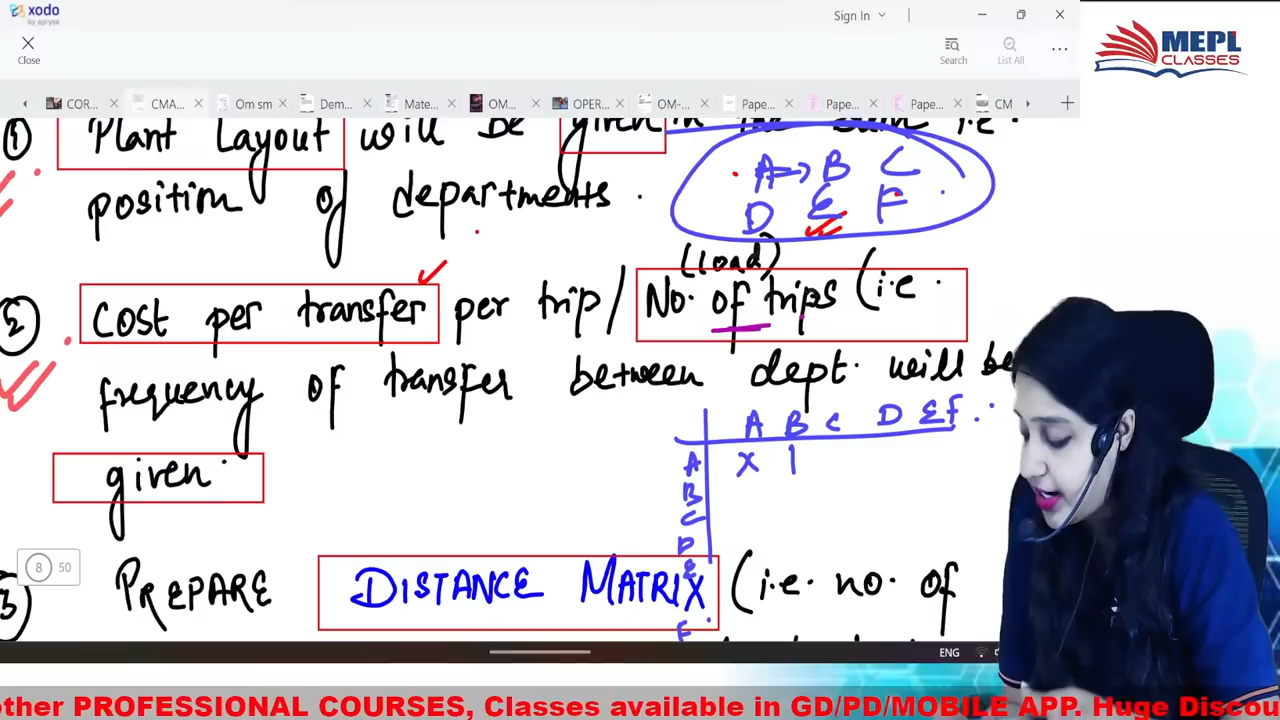 xodo
by apryse
Sign In
Close
Search
List All
COR...
CMA...
Om sm
Dem...
Mate...
OM...
OPER...
OM-...
Pape...
Pape...
Pape...
CM
MEPL
CLASSES
① Plant Layout will be given in the sum i.e.
position of departments.
A B C
D E F
(load)
② Cost per transfer per trip/ No. of trips (i.e.
frequency of transfer between dept. will be
given
A B C D E F
A X 1
B
C
D
E
F
8 50
3 PREPARE DISTANCE MATRIX (i.e. no. of
ENG
other PROFESSIONAL COURSES, Classes available in GD/PD/MOBILE APP. Huge Discou